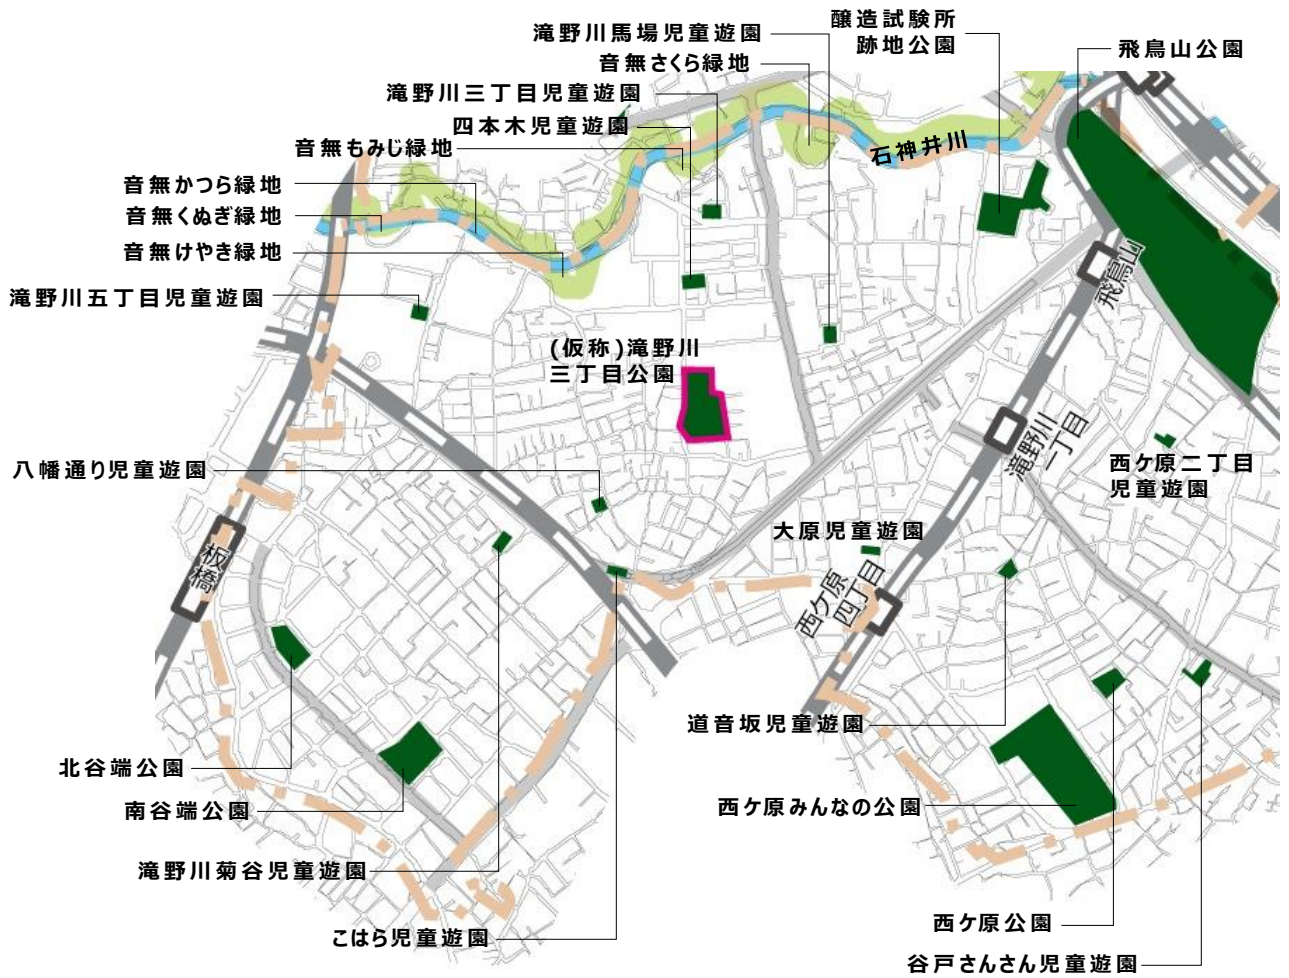 醸造試験所
跡地公園
滝野川馬場児童遊園
飛鳥山公園
音無さくら緑地
滝野川三丁目児童遊園
四本木児童遊園
音無もみじ緑地
石神井川
音無かつら緑地
音無くぬぎ緑地
音無けやき緑地
滝野川五丁目児童遊園
飛鳥山
(仮称)滝野川
三丁目公園
滝野川
一丁目
西ケ原二丁目
児童遊園
八幡通り児童遊園
大原児童遊園
板橋
西ケ原
四丁目
道音坂児童遊園
北谷端公園
南谷端公園
西ケ原みんなの公園
滝野川菊谷児童遊園
こはら児童遊園
西ケ原公園
谷戸さんさん児童遊園